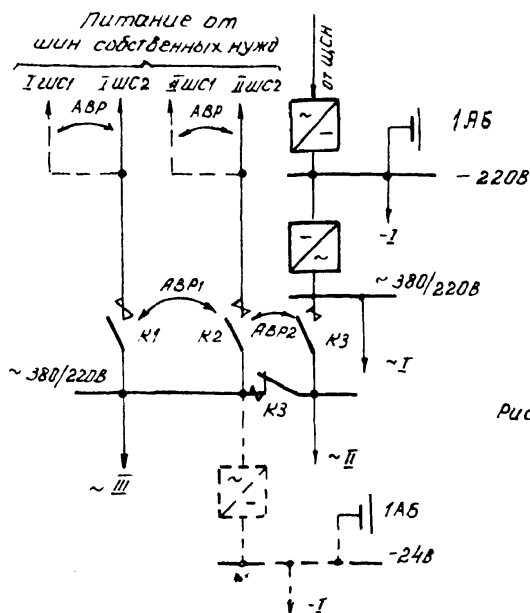 Питание от
шин собственных нужд
I ШС1 I ШС2 II ШС1 II ШС2
АВР
АВР
от ЩСН
~
–
1АБ
– 220В
–I
–
~
~ 380/220В
АВР1
АВР2
К1
К2
К3
~ I
~ 380/220В
К3
Рис
~ III
~ II
~
–
1АБ
–24В
–I